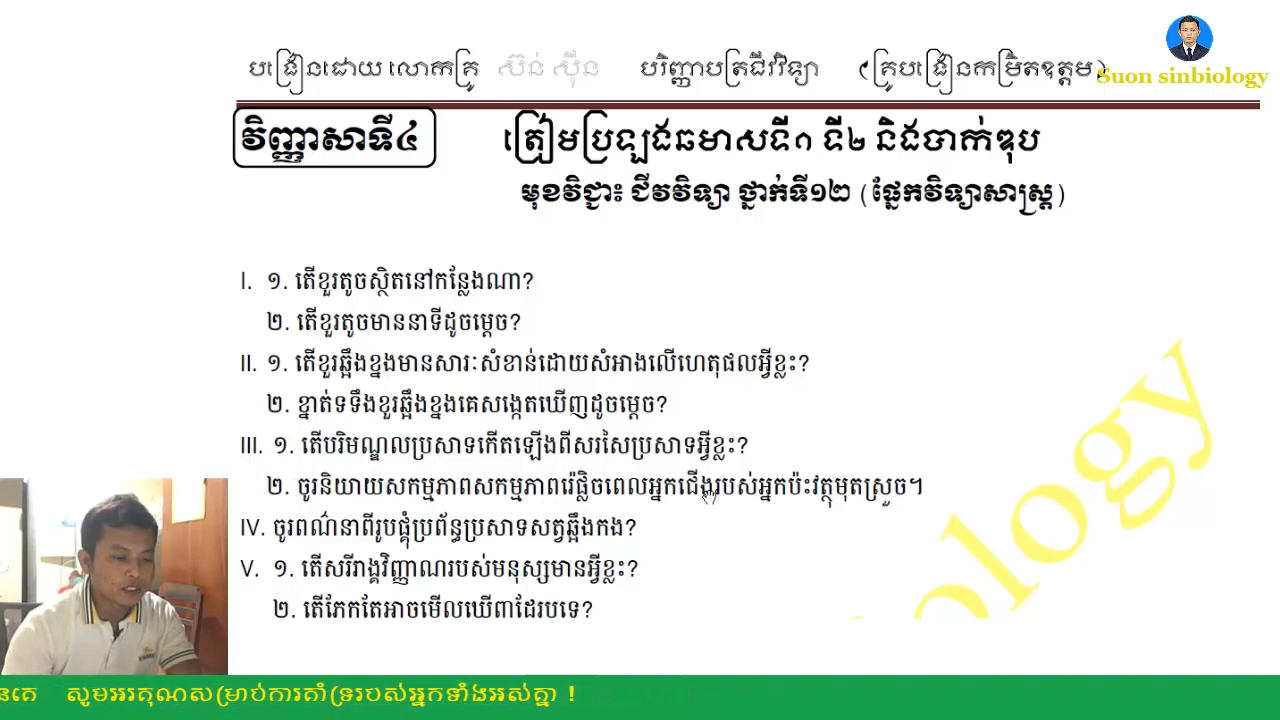 បង្រៀនដោយ លោកគ្រូ ស៊ន់ ស៊ីន បរិញ្ញាបត្រជីវវិទ្យា (គ្រូបង្រៀនកម្រិតឧត្តម)
Suon sinbiology
វិញ្ញាសាទី៤
ត្រៀមប្រឡងឆមាសទី១ ទី២ និងបាក់ឌុប
មុខវិជ្ជា៖ ជីវវិទ្យា ថ្នាក់ទី១២ (ផ្នែកវិទ្យាសាស្ត្រ)
I. ១. តើខួរតូចស្ថិតនៅកន្លែងណា?
២. តើខួរតូចមាននាទីដូចម្តេច?
II. ១. តើខួរឆ្អឹងខ្នងមានសារៈសំខាន់ដោយសំអាងលើហេតុផលអ្វីខ្លះ?
២. ខ្នាត់ទទឹងខួរឆ្អឹងខ្នងគេសង្កេតឃើញដូចម្តេច?
III. ១. តើបរិមណ្ឌលប្រសាទកើតឡើងពីសរសៃប្រសាទអ្វីខ្លះ?
២. ចូរនិយាយសកម្មភាពសកម្មភាពរ៉េផ្លិចពេលអ្នកជើងរបស់អ្នកប៉ះវត្ថុមុតស្រួច។
IV. ចូរពណ៌នាពីរូបផ្គុំប្រព័ន្ធប្រសាទសត្វឆ្អឹងកង?
V. ១. តើសរីរាង្គវិញ្ញាណរបស់មនុស្សមានអ្វីខ្លះ?
២. តើភែកតែអាចមើលឃើពាដែរបទេ?
ology
នគេ សូមអរគុណសម្រាប់ការគាំទ្ររបស់អ្នកទាំងអស់គ្នា !